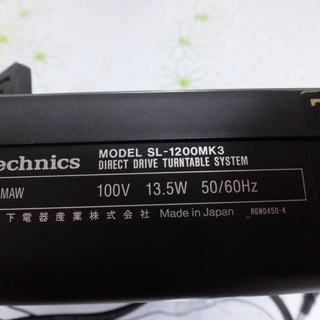 echnics MODEL SL-1200MK3
DIRECT DRIVE TURNTABLE SYSTEM
MAW 100V 13.5W 50/60Hz
下電器産業株式会社 Made in Japan RGN0450-K